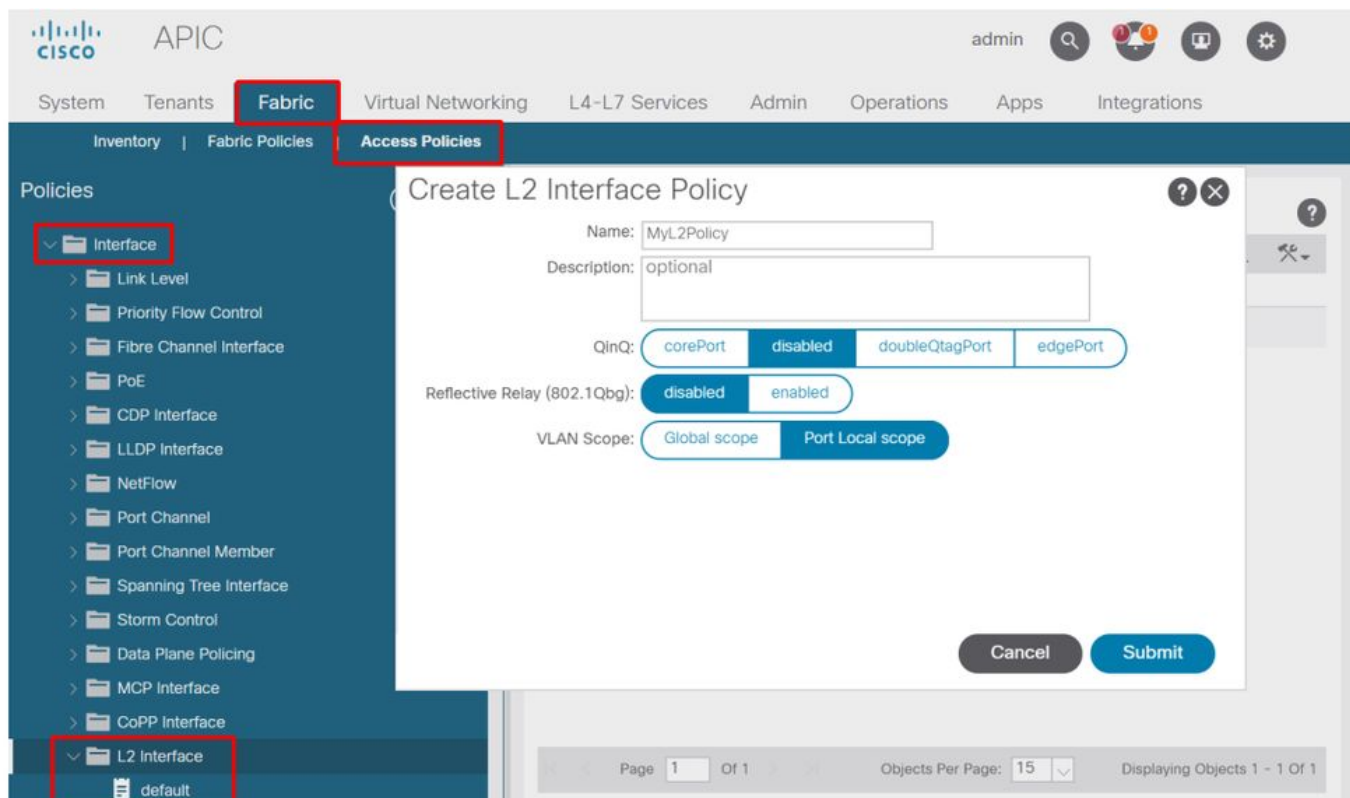 CISCO
APIC
admin
1
1
System Tenants Fabric Virtual Networking L4-L7 Services Admin Operations Apps Integrations
Inventory | Fabric Policies | Access Policies
Policies
Interface
Link Level
Priority Flow Control
Fibre Channel Interface
PoE
CDP Interface
LLDP Interface
NetFlow
Port Channel
Port Channel Member
Spanning Tree Interface
Storm Control
Data Plane Policing
MCP Interface
CoPP Interface
L2 Interface
default
Create L2 Interface Policy
Name: MyL2Policy
Description: optional
QinQ: corePort disabled doubleQtagPort edgePort
Reflective Relay (802.1Qbg): disabled enabled
VLAN Scope: Global scope Port Local scope
Cancel Submit
Page 1 Of 1 Objects Per Page: 15 Displaying Objects 1 - 1 Of 1